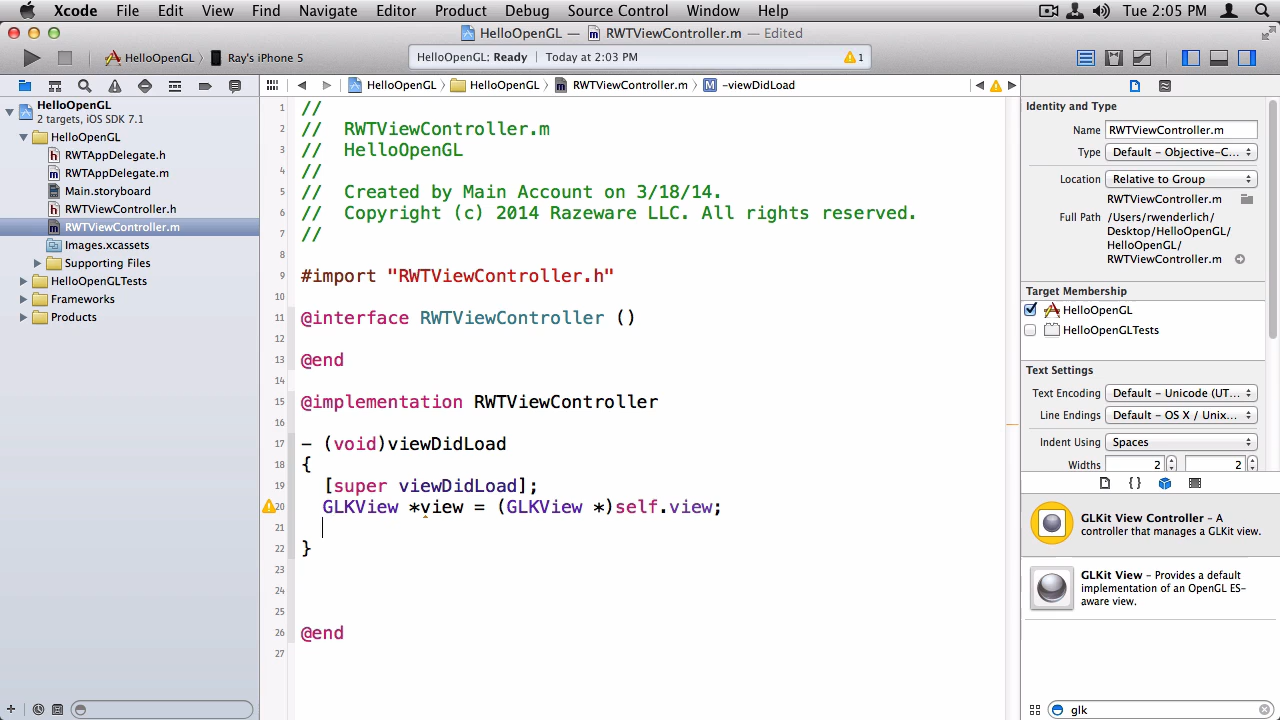 Xcode File Edit View Find Navigate Editor Product Debug Source Control Window Help Tue 2:05 PM
HelloOpenGL — RWTViewController.m — Edited
HelloOpenGL Ray's iPhone 5
HelloOpenGL: Ready Today at 2:03 PM 1
HelloOpenGL HelloOpenGL RWTViewController.m M -viewDidLoad
HelloOpenGL
2 targets, iOS SDK 7.1
HelloOpenGL
h RWTAppDelegate.h
m RWTAppDelegate.m
Main.storyboard
h RWTViewController.h
m RWTViewController.m
Images.xcassets
Supporting Files
HelloOpenGLTests
Frameworks
Products
1 //
2 // RWTViewController.m
3 // HelloOpenGL
4 //
5 // Created by Main Account on 3/18/14.
6 // Copyright (c) 2014 Razeware LLC. All rights reserved.
7 //
8
9 #import "RWTViewController.h"
10
11 @interface RWTViewController ()
12
13 @end
14
15 @implementation RWTViewController
16
17 - (void)viewDidLoad
18 {
19 [super viewDidLoad];
20 GLKView *view = (GLKView *)self.view;
21
22 }
23
24
25
26 @end
27
Identity and Type
Name RWTViewController.m
Type Default - Objective-C...
Location Relative to Group
RWTViewController.m
Full Path /Users/rwenderlich/
Desktop/HelloOpenGL/
HelloOpenGL/
RWTViewController.m
Target Membership
HelloOpenGL
HelloOpenGLTests
Text Settings
Text Encoding Default - Unicode (UT...
Line Endings Default - OS X / Unix...
Indent Using Spaces
Widths 2 2
{}
GLKit View Controller - A
controller that manages a GLKit view.
GLKit View - Provides a default
implementation of an OpenGL ES-
aware view.
glk